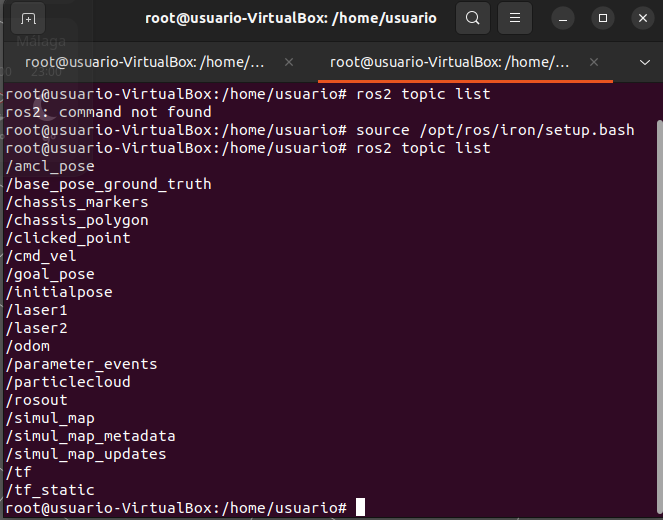 root@usuario-VirtualBox: /home/usuario
Málaga
23:00
root@usuario-VirtualBox: /home/...
root@usuario-VirtualBox: /home/...
root@usuario-VirtualBox:/home/usuario# ros2 topic list
ros2: command not found
root@usuario-VirtualBox:/home/usuario# source /opt/ros/iron/setup.bash
root@usuario-VirtualBox:/home/usuario# ros2 topic list
/amcl_pose
/base_pose_ground_truth
/chassis_markers
/chassis_polygon
/clicked_point
/cmd_vel
/goal_pose
/initialpose
/laser1
/laser2
/odom
/parameter_events
/particlecloud
/rosout
/simul_map
/simul_map_metadata
/simul_map_updates
/tf
/tf_static
root@usuario-VirtualBox:/home/usuario#